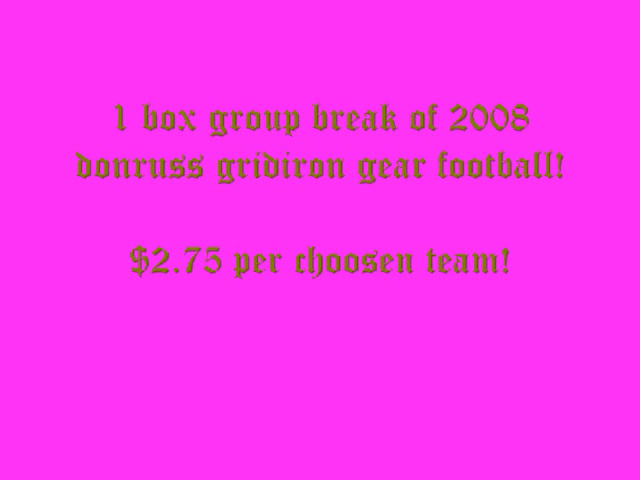 1 box group break of 2008
donruss gridiron gear football!
$2.75 per choosen team!